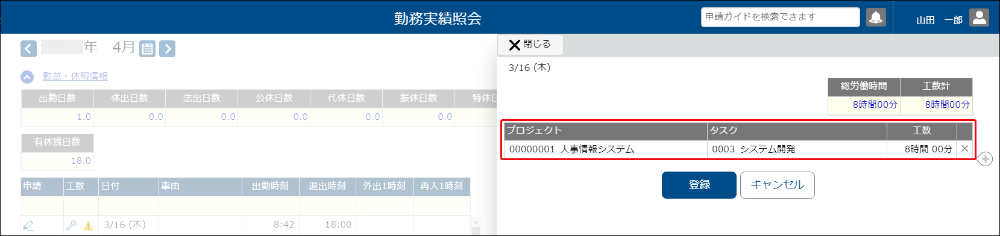 勤務実績照会
申請ガイドを検索できます
山田　一郎
年　4月
勤怠・休暇情報
出勤日数 休出日数 法出日数 公休日数 代休日数 振休日数 特休日
1.0 0.0 0.0 0.0 0.0 0.0
有休残日数
18.0
申請 工数 日付 事由 出勤時刻 退出時刻 外出1時刻 再入1時刻
3/16 (木) 8:42 18:00
閉じる
3/16 (木)
総労働時間 工数計
8時間00分 8時間00分
プロジェクト タスク 工数
00000001 人事情報システム 0003 システム開発 8時間 00分 ×
登録 キャンセル